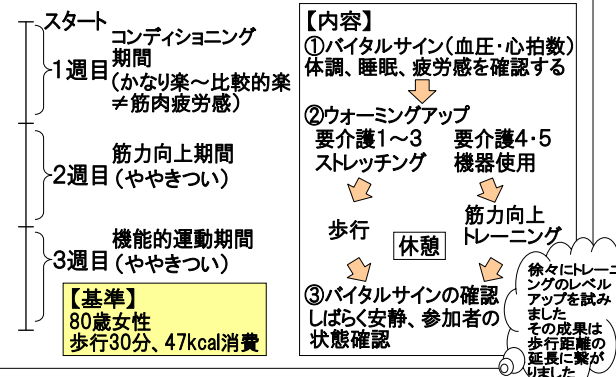 スタート
コンディショニング
期間
1週目
(かなり楽～比較的楽
≠筋肉疲労感)
筋力向上期間
2週目(ややきつい)
機能的運動期間
3週目(ややきつい)
【基準】
80歳女性
歩行30分、47kcal消費
【内容】
①バイタルサイン(血圧・心拍数)
体調、睡眠、疲労感を確認する
②ウォーミングアップ
要介護1～3 要介護4・5
ストレッチング 機器使用
歩行
筋力向上
トレーニング
休憩
③バイタルサインの確認
しばらく安静、参加者の
状態確認
徐々にトレーニ
ングのレベル
アップを試み
ました
その成果は
歩行距離の
延長に繋が
りました